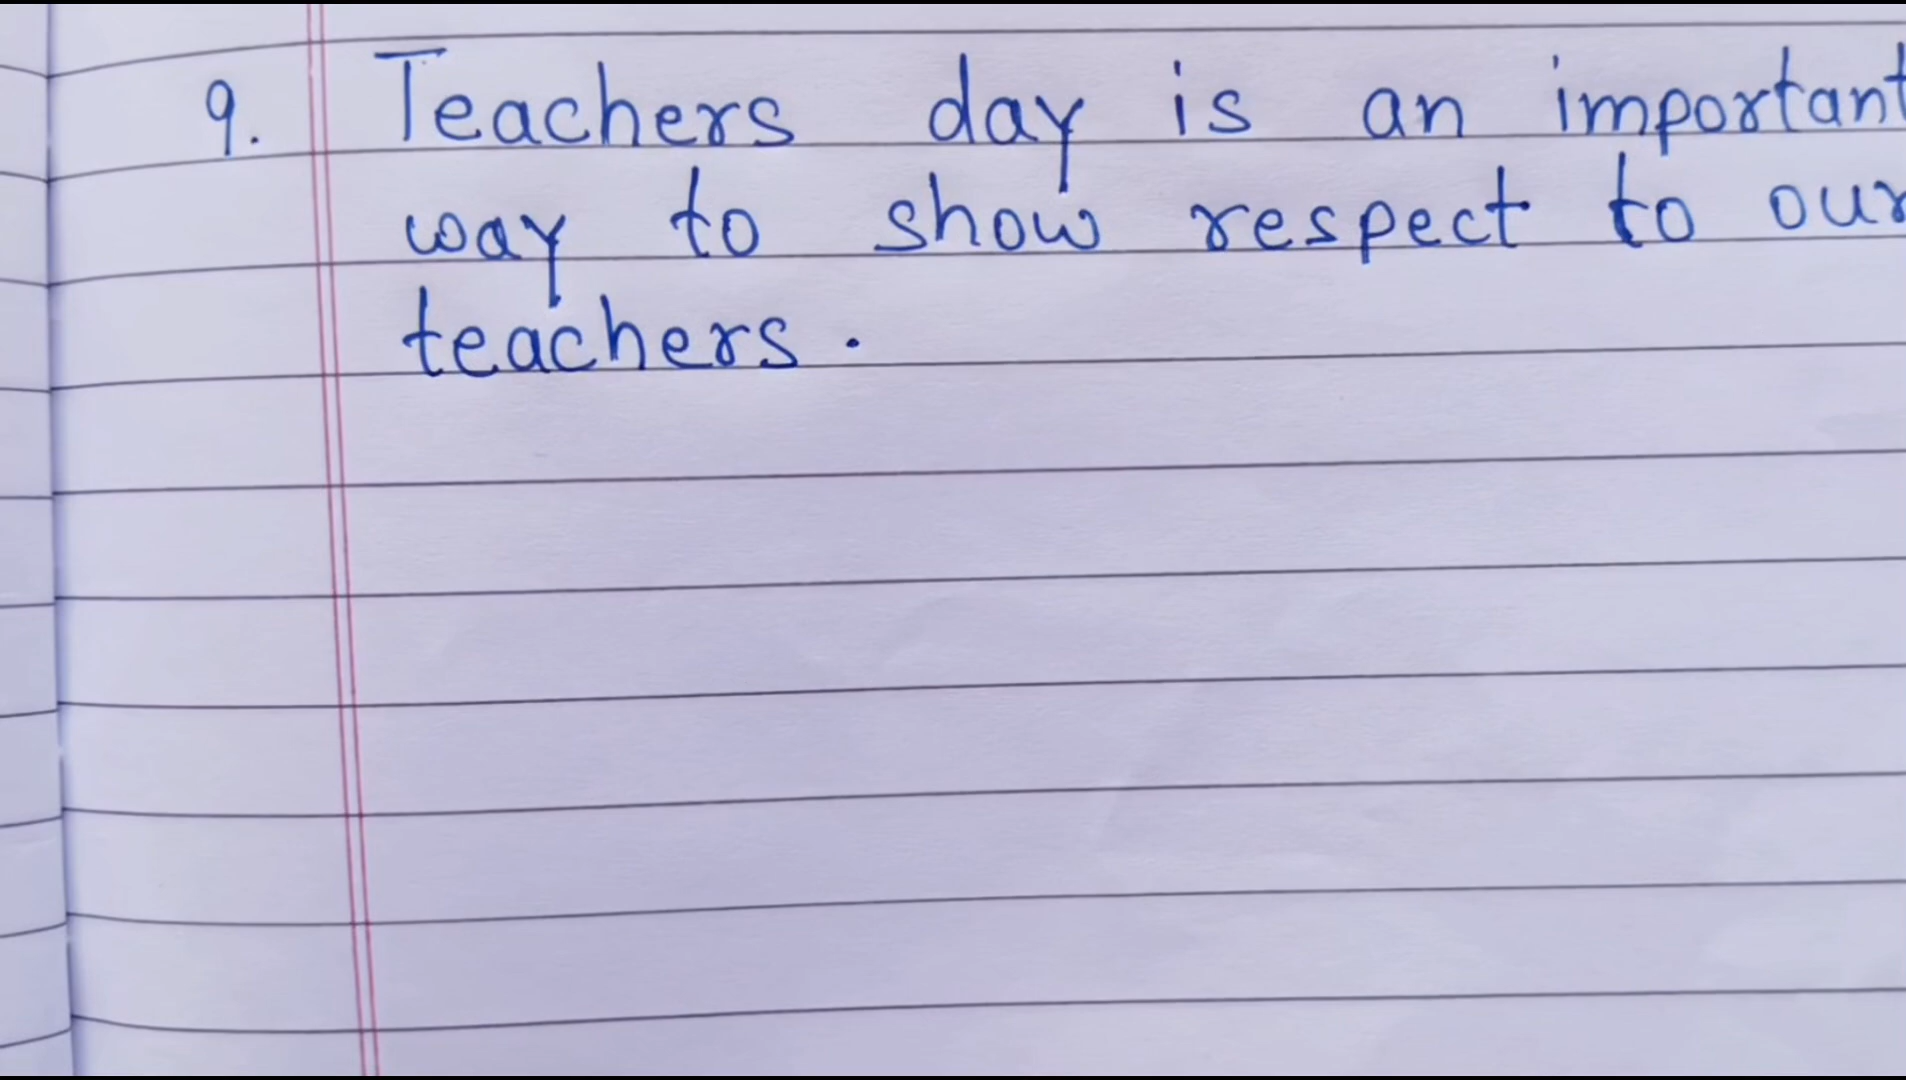 9. Teachers day is an important
way to show respect to our
teachers.